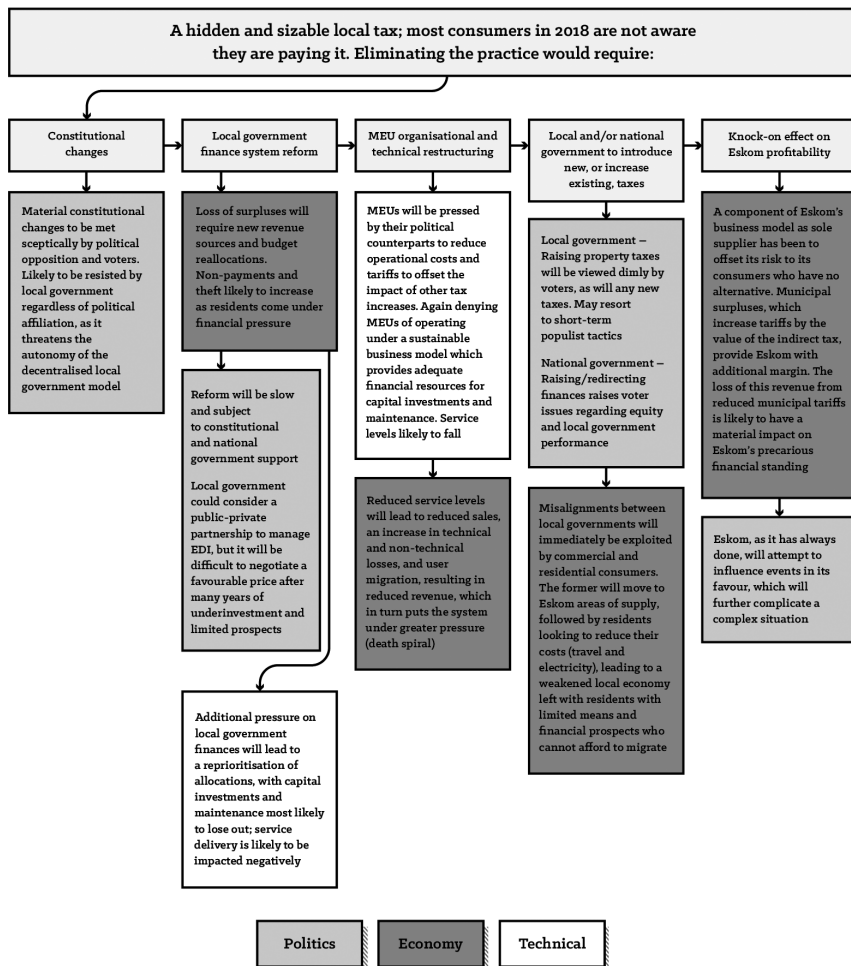 A hidden and sizable local tax; most consumers in 2018 are not aware
they are paying it. Eliminating the practice would require:
Constitutional
changes
Local government
finance system reform
MEU organisational and
technical restructuring
Local and/or national
government to introduce
new, or increase
existing, taxes
Knock-on effect on
Eskom profitability
Material constitutional
changes to be met
sceptically by political
opposition and voters.
Likely to be resisted by
local government
regardless of political
affiliation, as it
threatens the
autonomy of the
decentralised local
government model
Loss of surpluses will
require new revenue
sources and budget
reallocations.
Non-payments and
theft likely to increase
as residents come under
financial pressure
Reform will be slow
and subject
to constitutional
and national
government support
Local government
could consider a
public-private
partnership to manage
EDI, but it will be
difficult to negotiate a
favourable price after
many years of
underinvestment and
limited prospects
Additional pressure on
local government
finances will lead to
a reprioritisation of
allocations, with capital
investments and
maintenance most likely
to lose out; service
delivery is likely to be
impacted negatively
MEUs will be pressed
by their political
counterparts to reduce
operational costs and
tariffs to offset the
impact of other tax
increases. Again denying
MEUs of operating
under a sustainable
business model which
provides adequate
financial resources for
capital investments and
maintenance. Service
levels likely to fall
Reduced service levels
will lead to reduced sales,
an increase in technical
and non-technical
losses, and user
migration, resulting in
reduced revenue, which
in turn puts the system
under greater pressure
(death spiral)
Local government –
Raising property taxes
will be viewed dimly by
voters, as will any new
taxes. May resort
to short-term
populist tactics
National government –
Raising/redirecting
finances raises voter
issues regarding equity
and local government
performance
Misalignments between
local governments will
immediately be exploited
by commercial and
residential consumers.
The former will move to
Eskom areas of supply,
followed by residents
looking to reduce their
costs (travel and
electricity), leading to a
weakened local economy
left with residents with
limited means and
financial prospects who
cannot afford to migrate
A component of Eskom's
business model as sole
supplier has been to
offset its risk to its
consumers who have no
alternative. Municipal
surpluses, which
increase tariffs by the
value of the indirect tax,
provide Eskom with
additional margin. The
loss of this revenue from
reduced municipal tariffs
is likely to have a
material impact on
Eskom's precarious
financial standing
Eskom, as it has always
done, will attempt to
influence events in its
favour, which will
further complicate a
complex situation
Politics
Economy
Technical